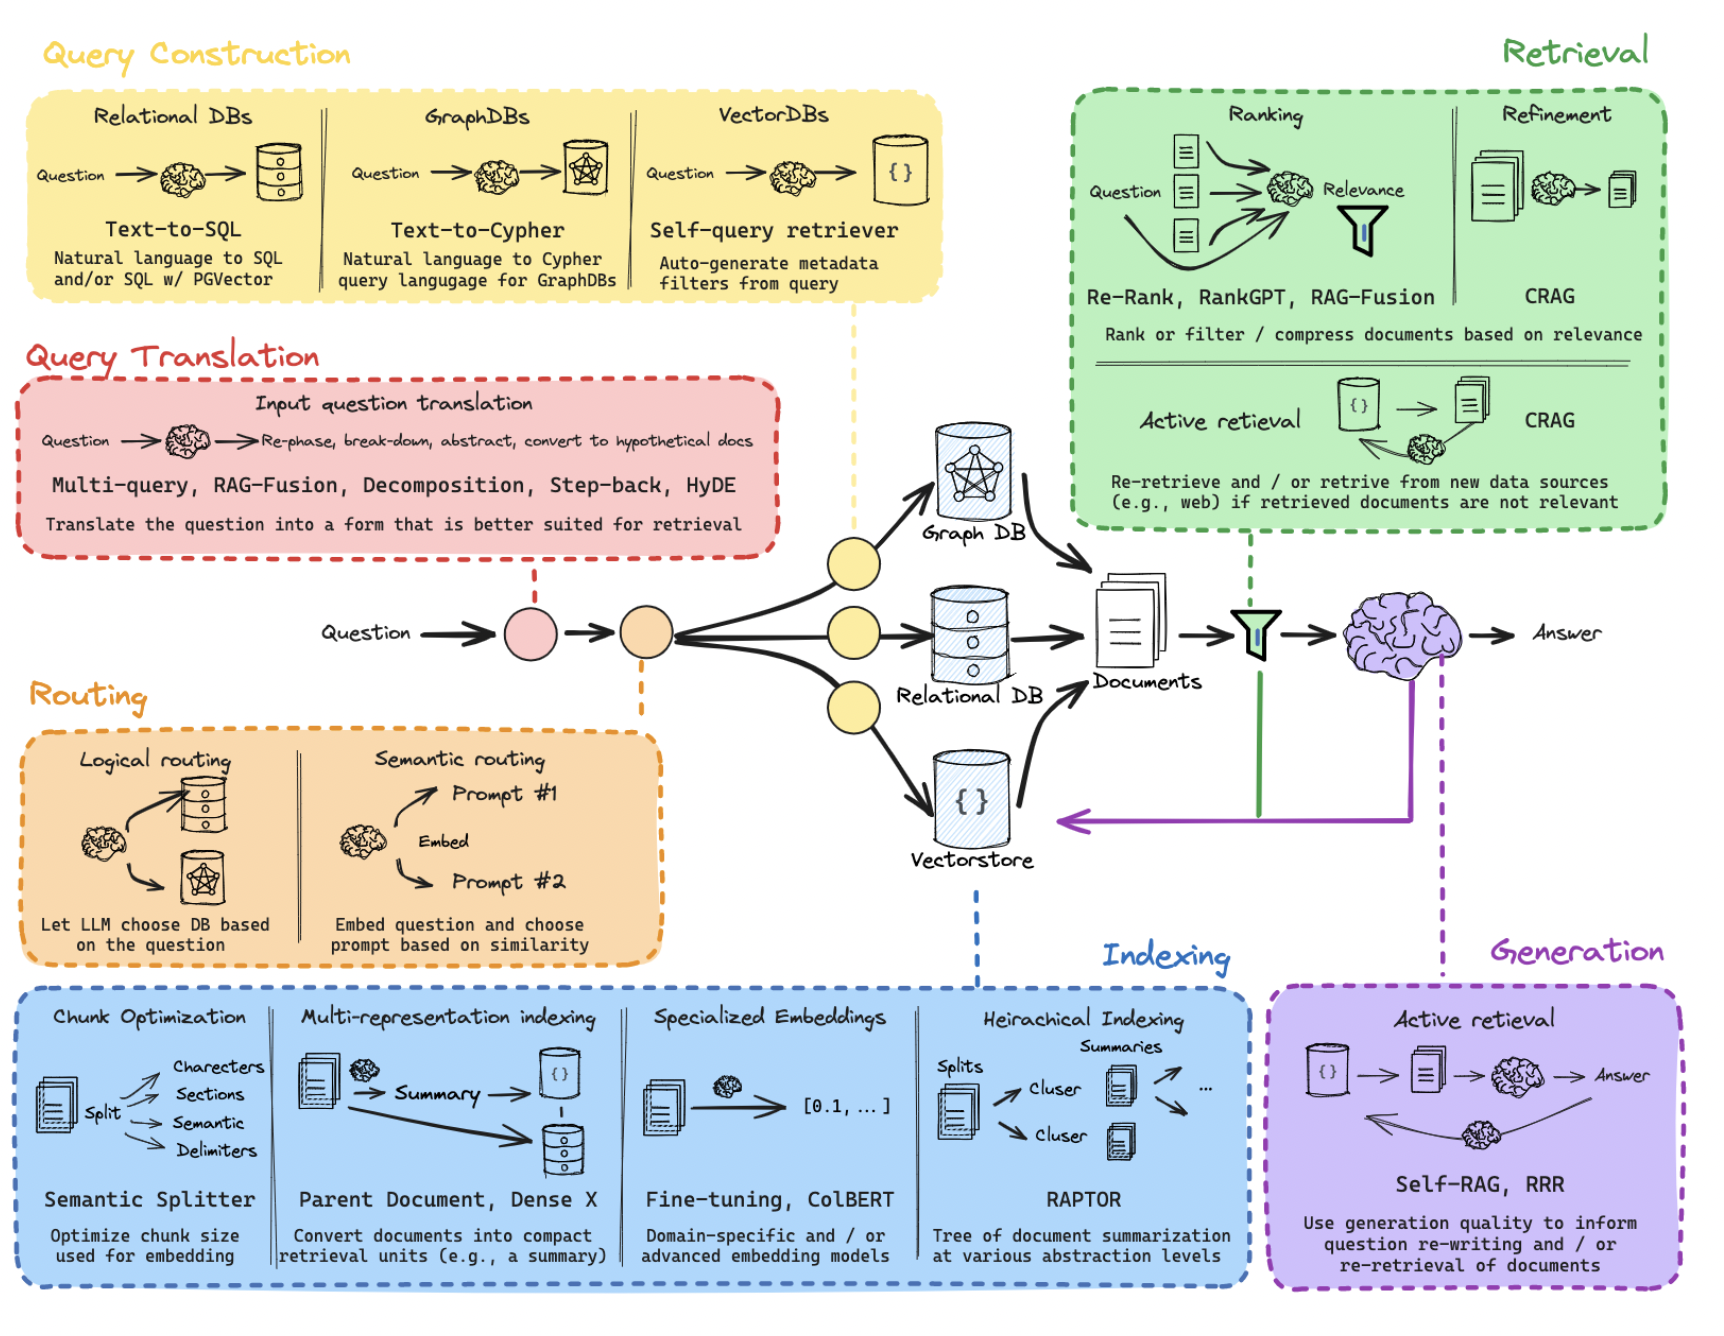 Query Construction
Relational DBs
Question
Text-to-SQL
Natural language to SQL
and/or SQL w/ PGVector
GraphDBs
Question
Text-to-Cypher
Natural language to Cypher
query langugage for GraphDBs
VectorDBs
Question
{}
Self-query retriever
Auto-generate metadata
filters from query
Retrieval
Ranking
Question
Relevance
Re-Rank, RankGPT, RAG-Fusion
Refinement
CRAG
Rank or filter / compress documents based on relevance
Active retieval
{}
CRAG
Re-retrieve and / or retrive from new data sources
(e.g., web) if retrieved documents are not relevant
Query Translation
Input question translation
Question
Re-phase, break-down, abstract, convert to hypothetical docs
Multi-query, RAG-Fusion, Decomposition, Step-back, HyDE
Translate the question into a form that is better suited for retrieval
Question
Graph DB
Relational DB
{}
Vectorstore
Documents
Answer
Routing
Logical routing
Let LLM choose DB based
on the question
Semantic routing
Prompt #1
Embed
Prompt #2
Embed question and choose
prompt based on similarity
Indexing
Chunk Optimization
Split
Charecters
Sections
Semantic
Delimiters
Semantic Splitter
Optimize chunk size
used for embedding
Multi-representation indexing
Summary
{}
Parent Document, Dense X
Convert documents into compact
retrieval units (e.g., a summary)
Specialized Embeddings
[0.1, ...]
Fine-tuning, ColBERT
Domain-specific and / or
advanced embedding models
Heirachical Indexing
Splits
Summaries
Cluser
Cluser
...
RAPTOR
Tree of document summarization
at various abstraction levels
Generation
Active retieval
{}
Answer
Self-RAG, RRR
Use generation quality to inform
question re-writing and / or
re-retrieval of documents